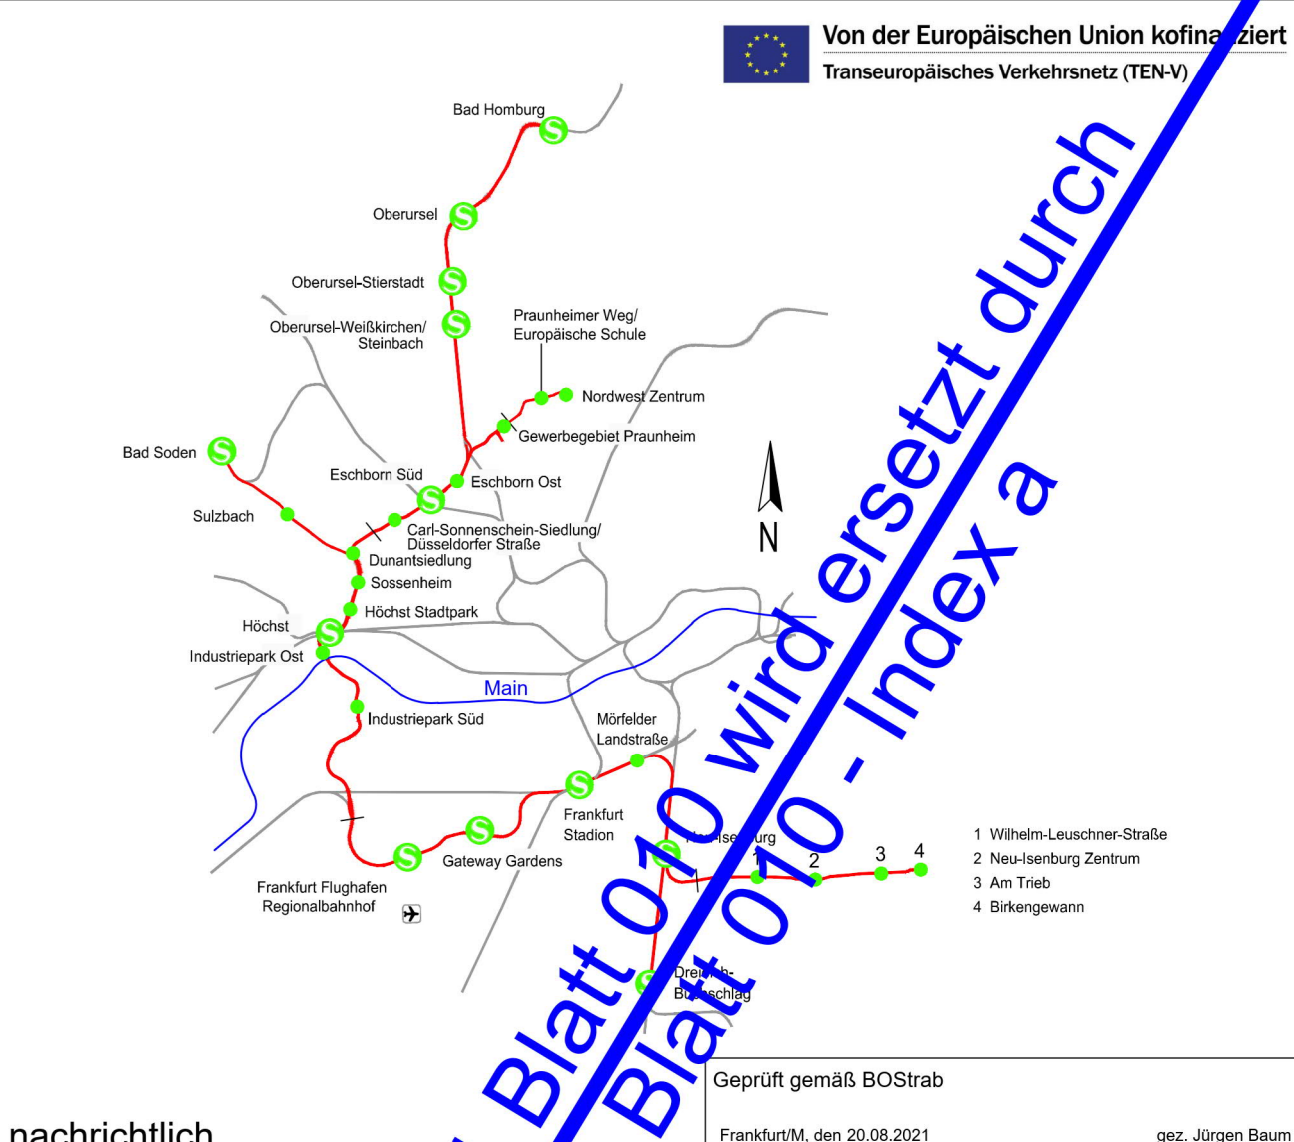 Von der Europäischen Union kofinanziert
Transeuropäisches Verkehrsnetz (TEN-V)
Bad Homburg
Oberursel
Oberursel-Stierstadt
Oberursel-Weißkirchen/
Steinbach
Praunheimer Weg/
Europäische Schule
Nordwest Zentrum
Gewerbegebiet Praunheim
Bad Soden
Eschborn Süd
Eschborn Ost
Sulzbach
Carl-Sonnenschein-Siedlung/
Düsseldorfer Straße
Dunantsiedlung
Sossenheim
Höchst Stadtpark
Höchst
Industriepark Ost
Main
Industriepark Süd
Mörfelder
Landstraße
Frankfurt
Stadion
Gateway Gardens
Frankfurt Flughafen
Regionalbahnhof
Neu-Isenburg
1 2 3 4
Dreieich-
Buchschlag
N
1 Wilhelm-Leuschner-Straße
2 Neu-Isenburg Zentrum
3 Am Trieb
4 Birkengewann
Blatt 010 wird ersetzt durch
Blatt 010 - Index a
Geprüft gemäß BOStrab
Frankfurt/M, den 20.08.2021
gez. Jürgen Baum
nachrichtlich